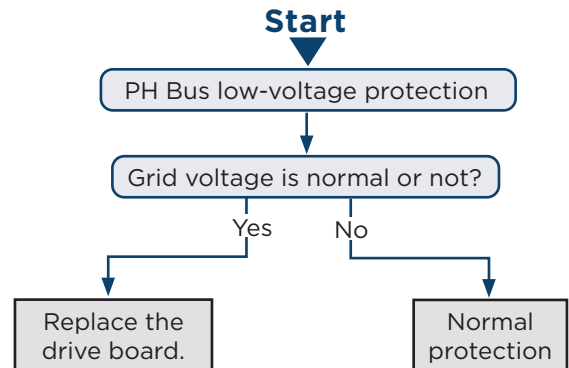 Start
PH Bus low-voltage protection
Grid voltage is normal or not?
Yes
No
Replace the
drive board.
Normal
protection